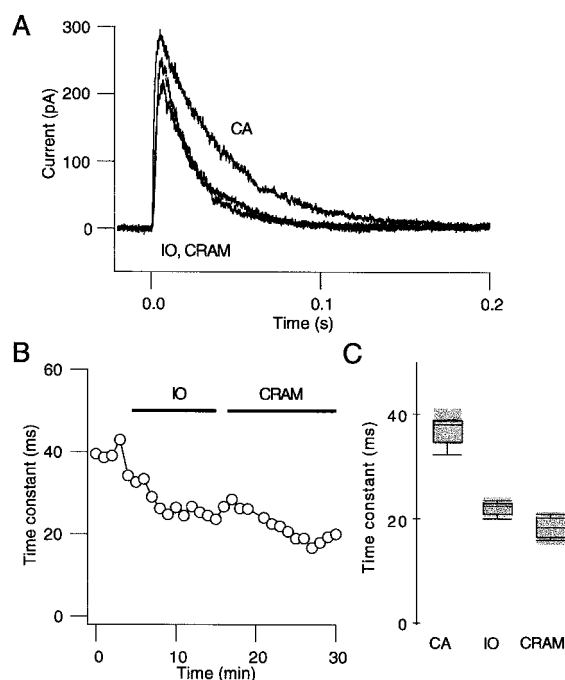 A
300
200
100
0
Current (pA)
CA
IO, CRAM
0.0
0.1
0.2
Time (s)
B
60
40
20
0
Time constant (ms)
IO
CRAM
0
10
20
30
Time (min)
C
40
20
0
Time constant (ms)
CA
IO
CRAM